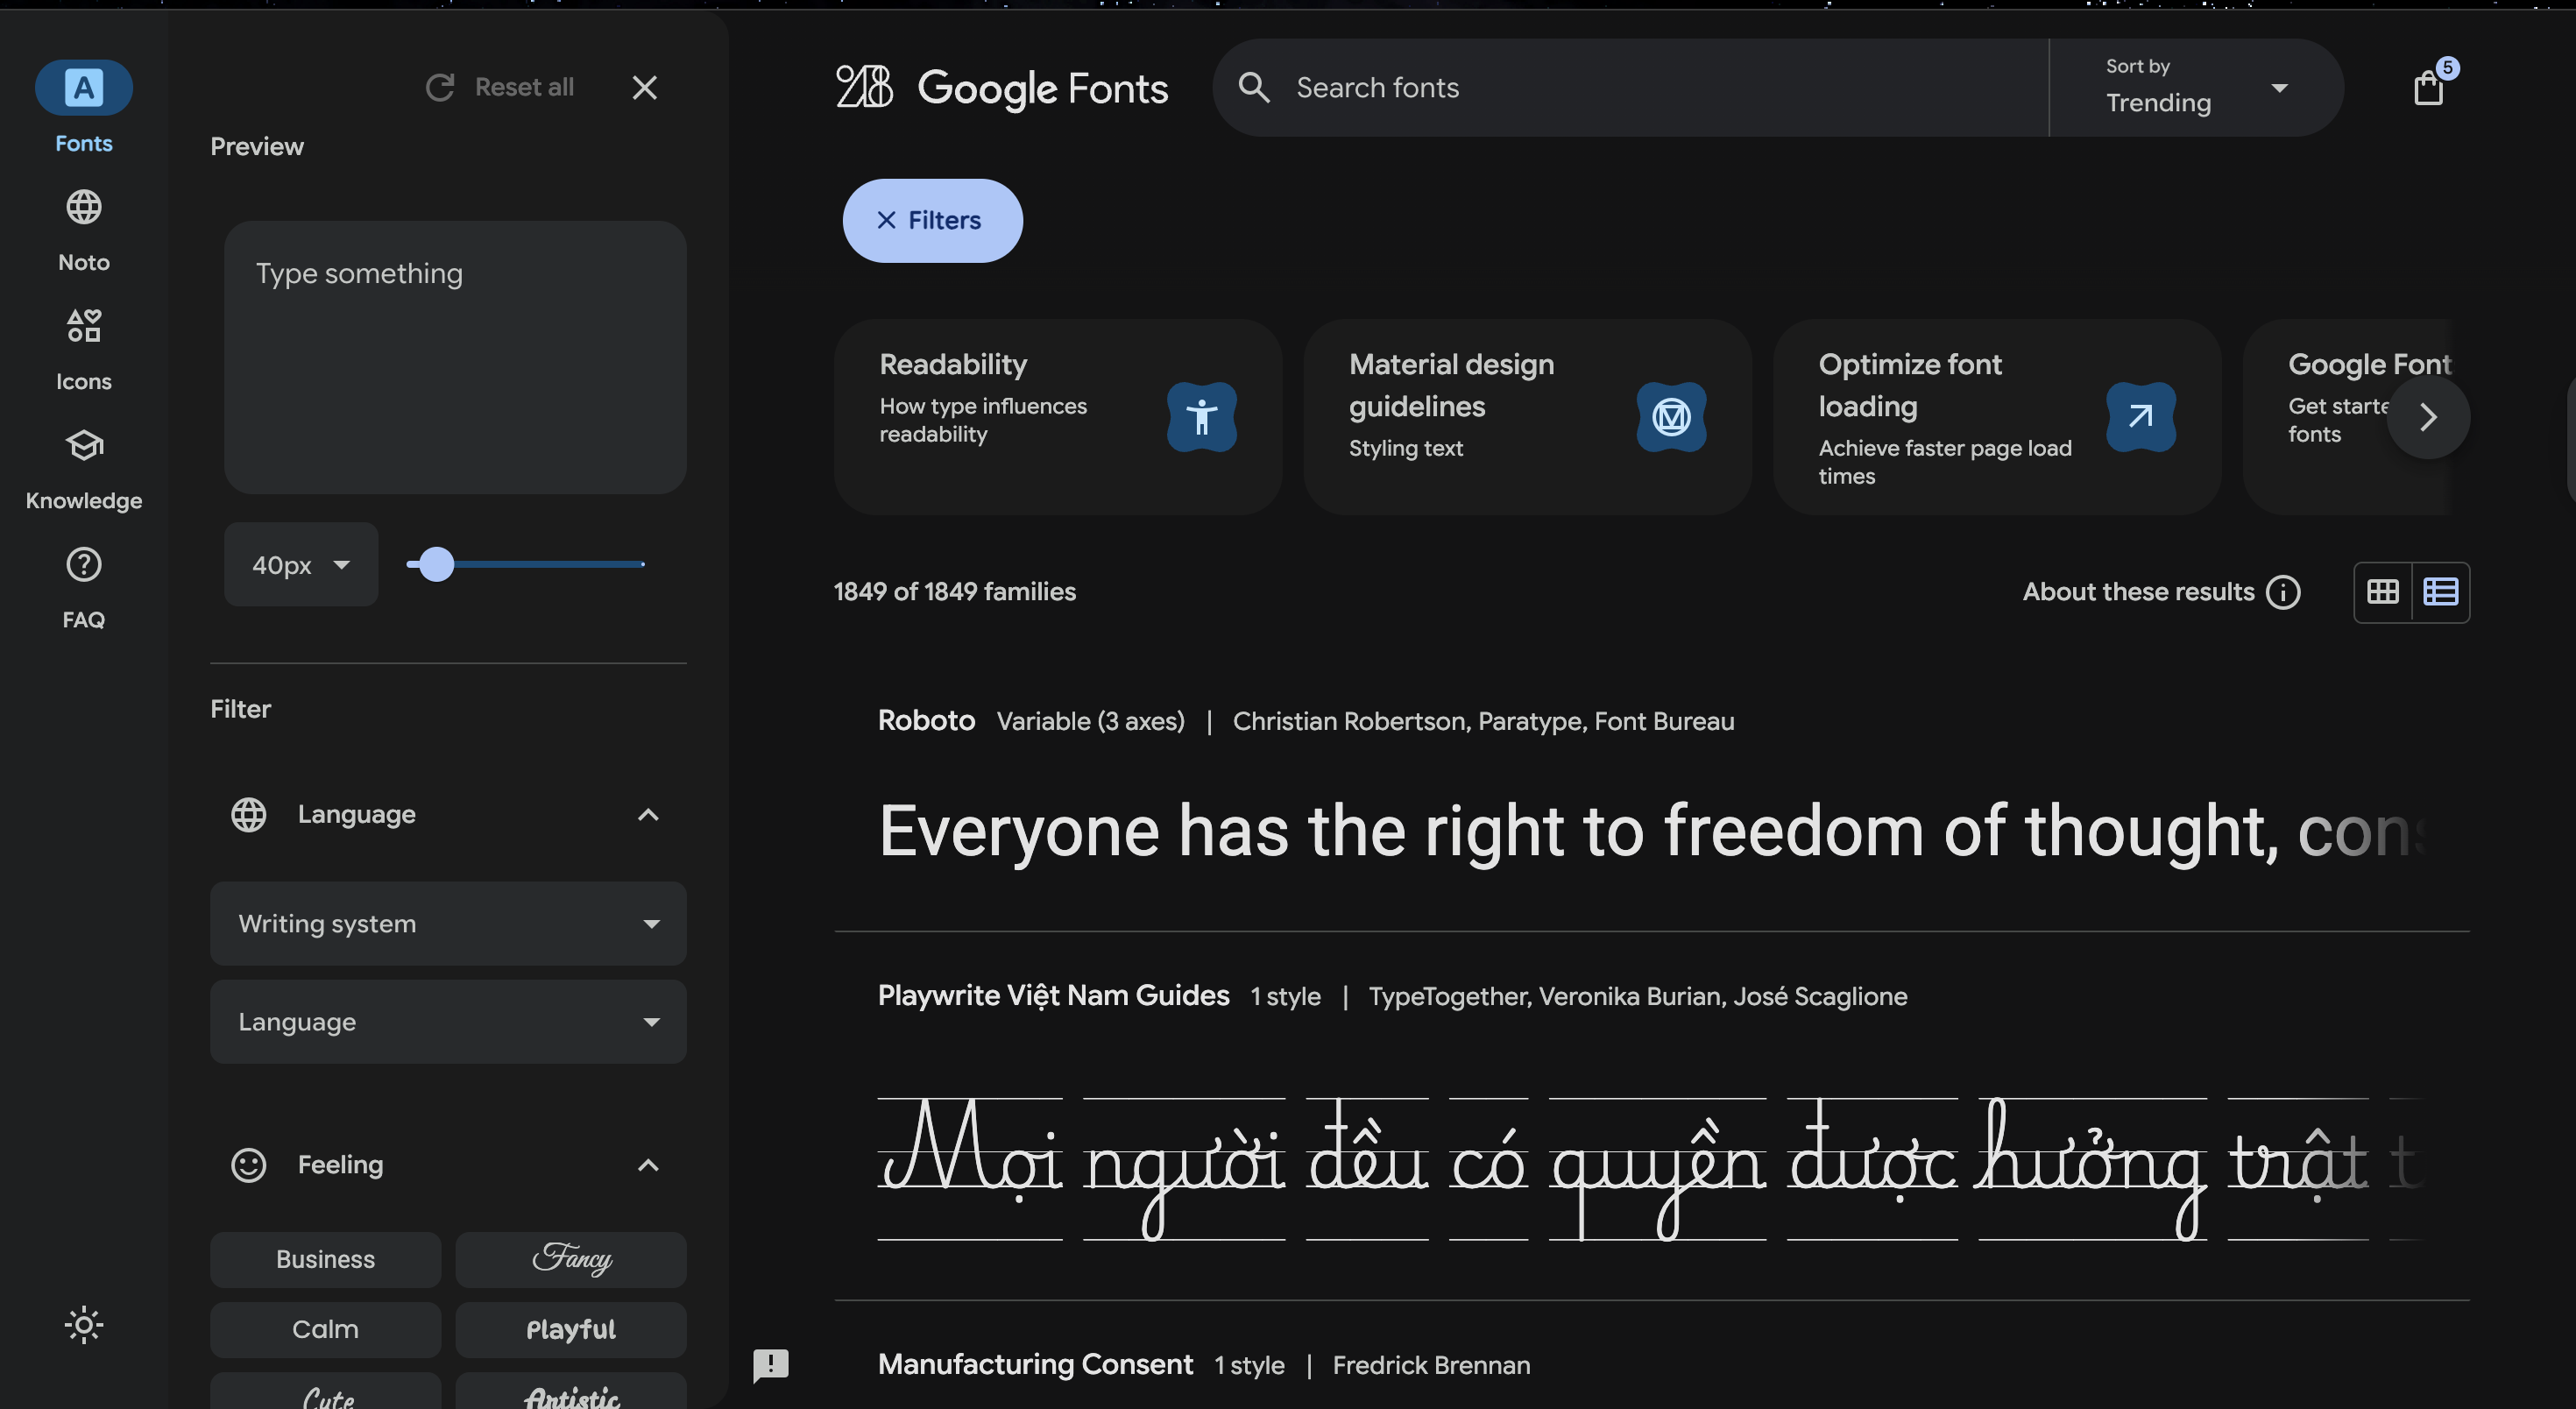 Fonts
Noto
Icons
Knowledge
FAQ
Reset all
Preview
Type something
40px
Filter
Language
Writing system
Language
Feeling
Business
Fancy
Calm
Playful
Cute
Artistic
Google Fonts
Search fonts
Sort by
Trending
5
Filters
Readability
How type influences
readability
Material design
guidelines
Styling text
Optimize font
loading
Achieve faster page load
times
Google Font
Get starte
fonts
1849 of 1849 families
About these results
Roboto Variable (3 axes) | Christian Robertson, Paratype, Font Bureau
Everyone has the right to freedom of thought, cons
Playwrite Việt Nam Guides 1 style | TypeTogether, Veronika Burian, José Scaglione
Mọi người đều có quyền được hưởng trật t
Manufacturing Consent 1 style | Fredrick Brennan